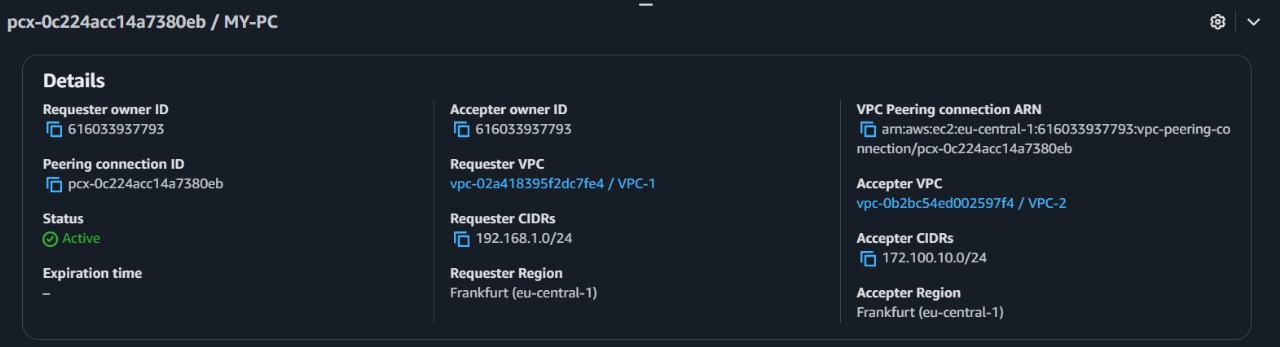 pcx-0c224acc14a7380eb / MY-PC
Details
Requester owner ID
616033937793
Peering connection ID
pcx-0c224acc14a7380eb
Status
Active
Expiration time
–
Accepter owner ID
616033937793
Requester VPC
vpc-02a418395f2dc7fe4 / VPC-1
Requester CIDRs
192.168.1.0/24
Requester Region
Frankfurt (eu-central-1)
VPC Peering connection ARN
arn:aws:ec2:eu-central-1:616033937793:vpc-peering-co
nnection/pcx-0c224acc14a7380eb
Accepter VPC
vpc-0b2bc54ed002597f4 / VPC-2
Accepter CIDRs
172.100.10.0/24
Accepter Region
Frankfurt (eu-central-1)